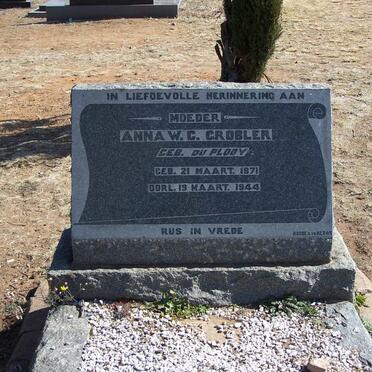 IN LIEFDEVOLLE HERINNERING AAN
MOEDER
ANNA W. C. GROBLER
(GEB. DU PLOOY)
GEB. 21 MAART. 1871
OORL. 19 MAART. 1944
RUS IN VREDE